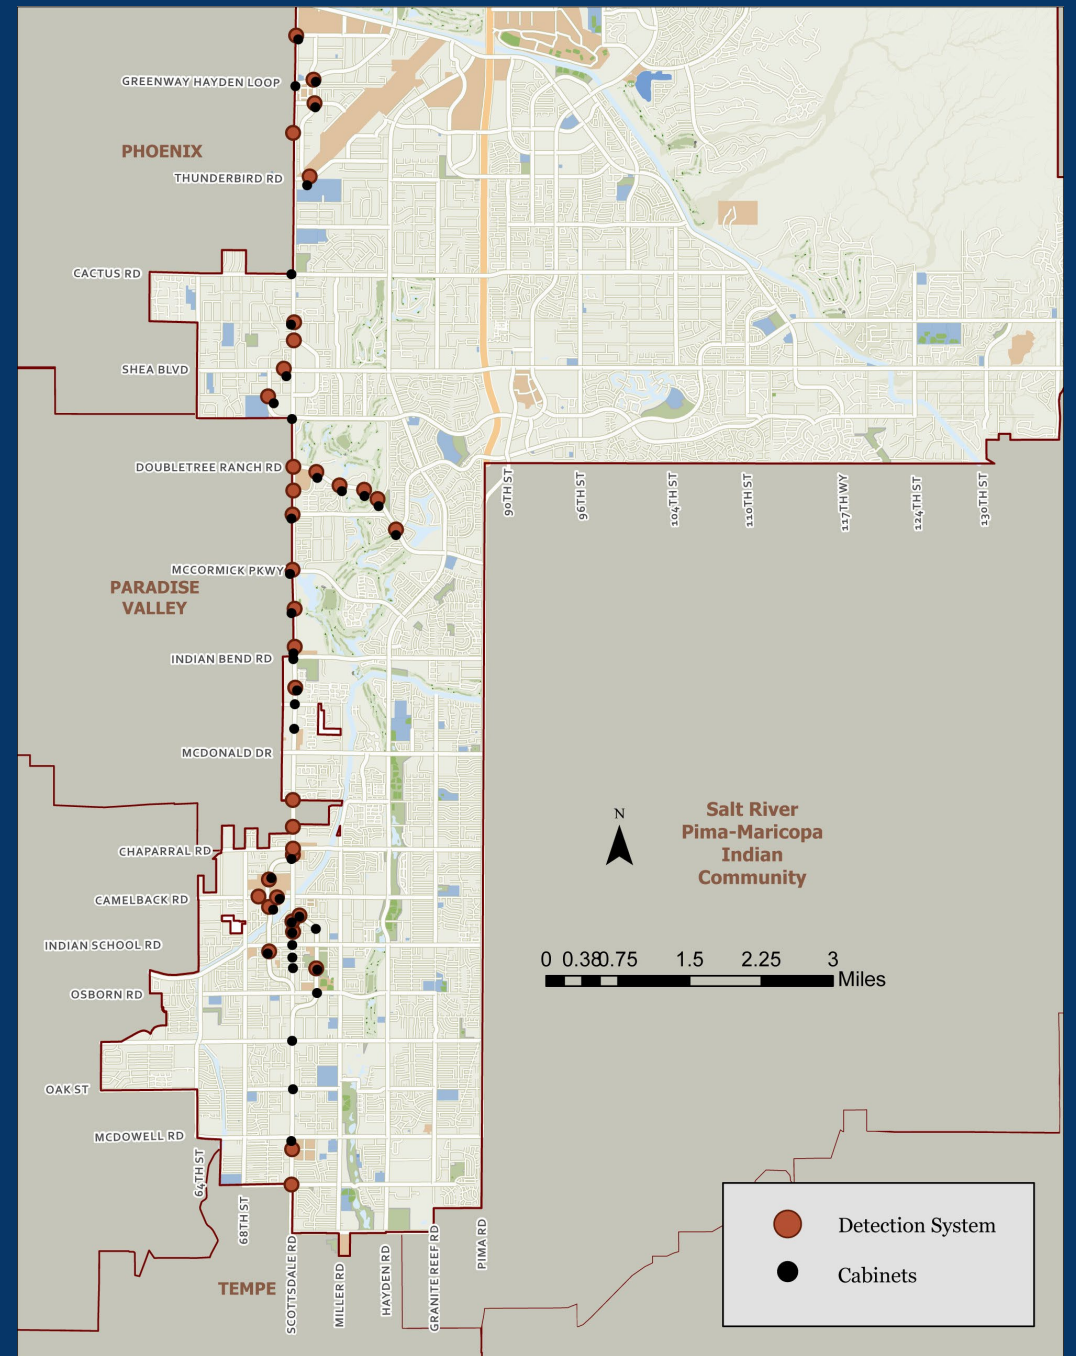 GREENWAY HAYDEN LOOP
PHOENIX
THUNDERBIRD RD
CACTUS RD
SHEA BLVD
DOUBLETREE RANCH RD
90TH ST
96TH ST
104TH ST
110TH ST
117TH WY
124TH ST
130TH ST
MCCORMICK PKWY
PARADISE
VALLEY
INDIAN BEND RD
MCDONALD DR
N
Salt River
Pima-Maricopa
Indian
Community
CHAPARRAL RD
CAMELBACK RD
INDIAN SCHOOL RD
0 0.38 0.75 1.5 2.25 3
Miles
OSBORN RD
OAK ST
MCDOWELL RD
64TH ST
68TH ST
SCOTTSDALE RD
MILLER RD
HAYDEN RD
GRANITE REEF RD
PIMA RD
TEMPE
Detection System
Cabinets